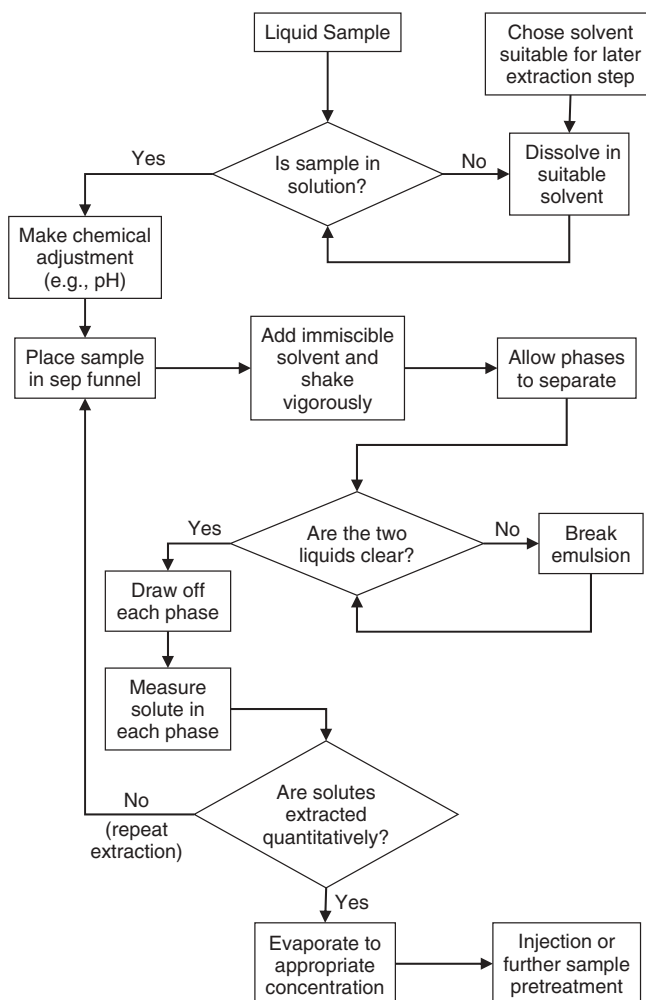 Liquid Sample
Chose solvent
suitable for later
extraction step
Yes
Is sample in
solution?
No
Dissolve in
suitable
solvent
Make chemical
adjustment
(e.g., pH)
Place sample
in sep funnel
Add immiscible
solvent and
shake
vigorously
Allow phases
to separate
Yes
Are the two
liquids clear?
No
Break
emulsion
Draw off
each phase
Measure
solute in
each phase
No
(repeat
extraction)
Are solutes
extracted
quantitatively?
Yes
Evaporate to
appropriate
concentration
Injection or
further sample
pretreatment